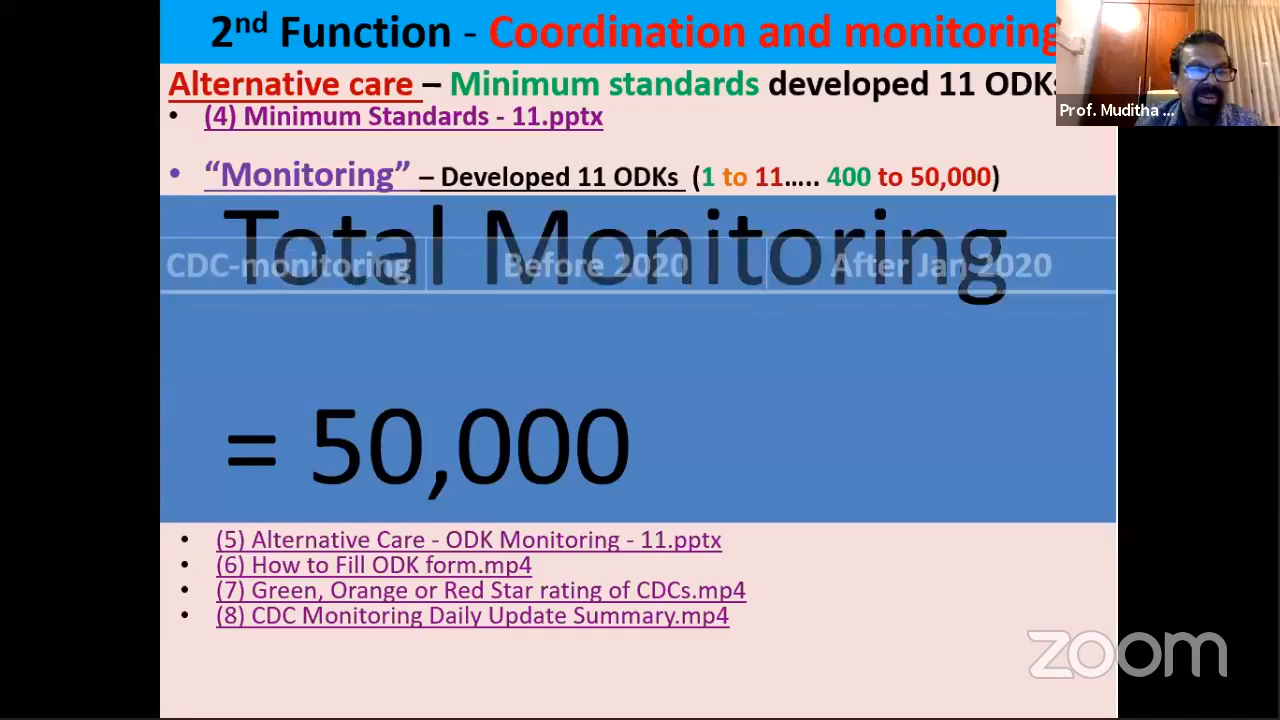 2nd Function - Coordination and monitoring
Alternative care – Minimum standards developed 11 ODKs
• (4) Minimum Standards - 11.pptx
• “Monitoring” – Developed 11 ODKs (1 to 11….. 400 to 50,000)
Total Monitoring
CDC-monitoring Before 2020 After Jan 2020
= 50,000
• (5) Alternative Care - ODK Monitoring - 11.pptx
• (6) How to Fill ODK form.mp4
• (7) Green, Orange or Red Star rating of CDCs.mp4
• (8) CDC Monitoring Daily Update Summary.mp4
Prof. Muditha ...
zoom